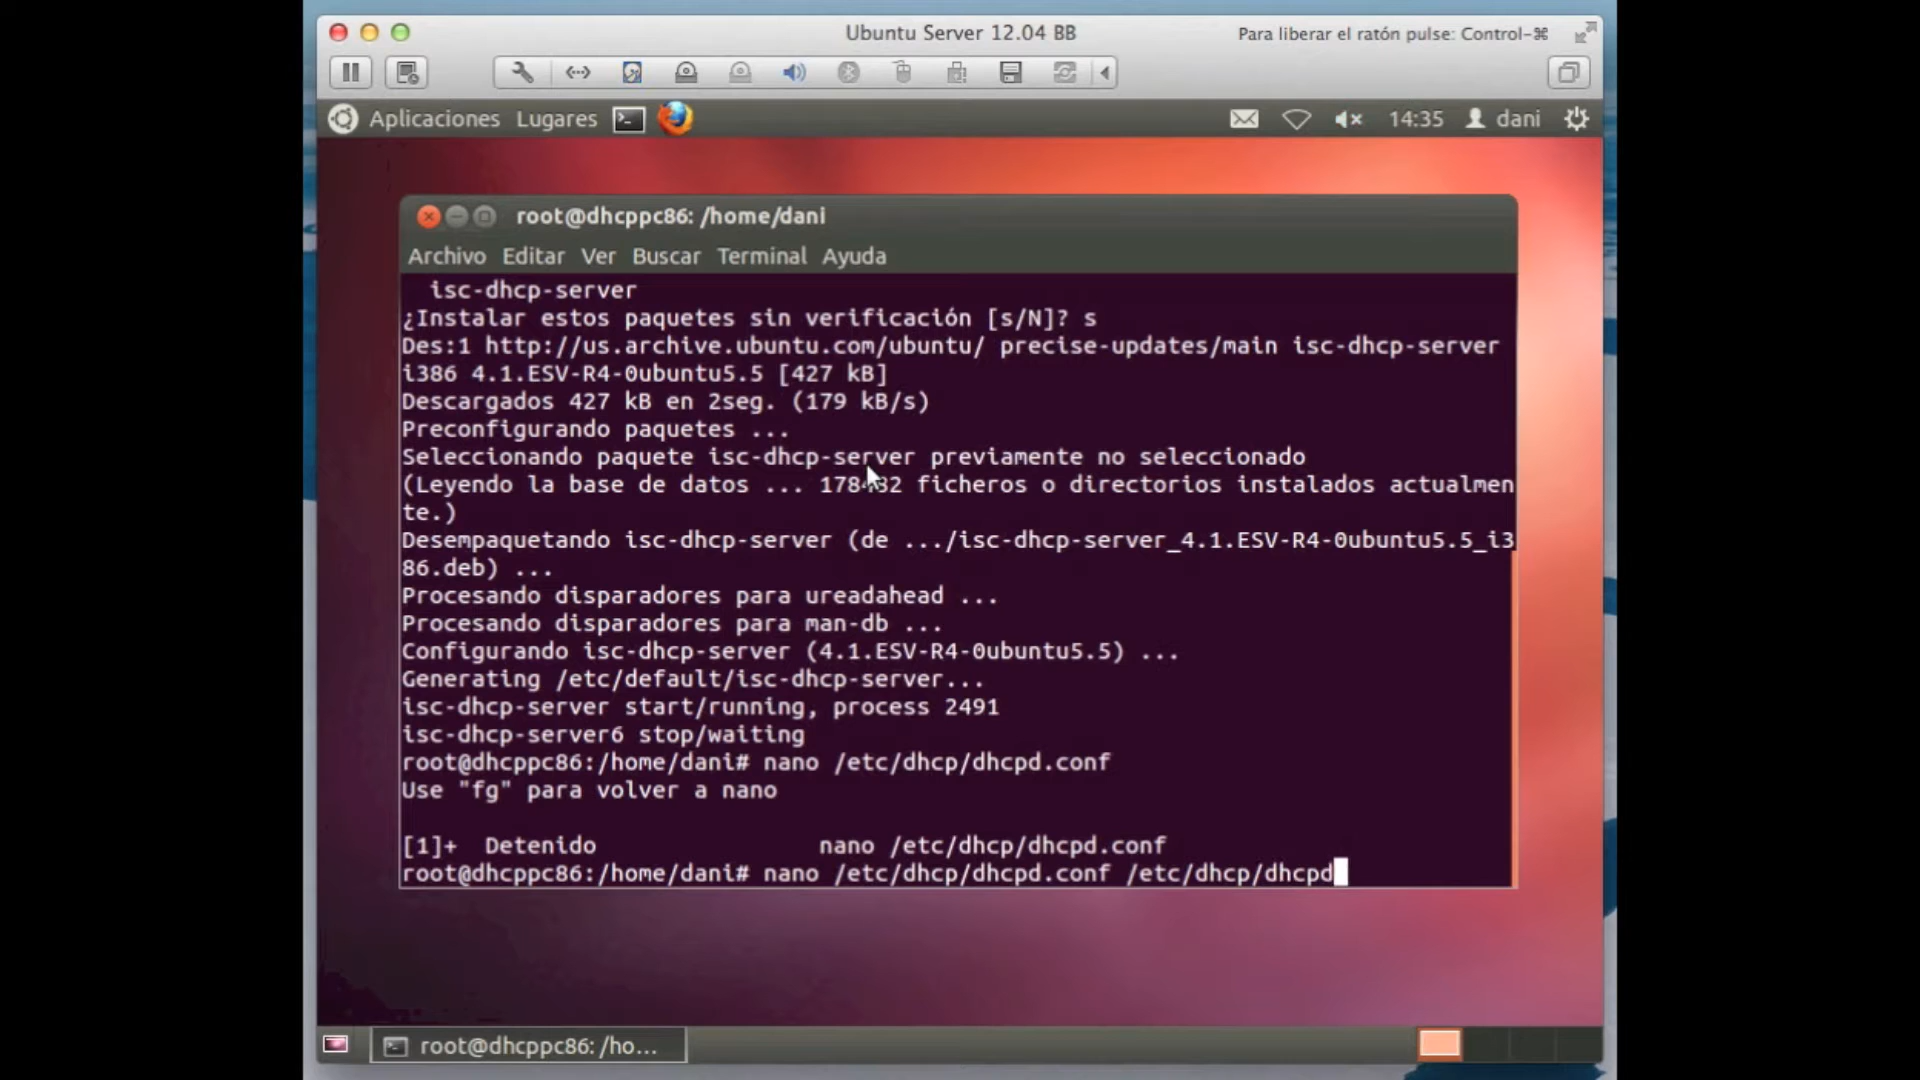 Ubuntu Server 12.04 BB
Para liberar el ratón pulse: Control-⌘
Aplicaciones Lugares
14:35 dani
root@dhcppc86: /home/dani
Archivo Editar Ver Buscar Terminal Ayuda
isc-dhcp-server
¿Instalar estos paquetes sin verificación [s/N]? s
Des:1 http://us.archive.ubuntu.com/ubuntu/ precise-updates/main isc-dhcp-server
i386 4.1.ESV-R4-0ubuntu5.5 [427 kB]
Descargados 427 kB en 2seg. (179 kB/s)
Preconfigurando paquetes ...
Seleccionando paquete isc-dhcp-server previamente no seleccionado
(Leyendo la base de datos ... ficheros o directorios instalados actualmen
te.)
Desempaquetando isc-dhcp-server (de .../isc-dhcp-server_4.1.ESV-R4-0ubuntu5.5_i3
86.deb) ...
Procesando disparadores para ureadahead ...
Procesando disparadores para man-db ...
Configurando isc-dhcp-server (4.1.ESV-R4-0ubuntu5.5) ...
Generating /etc/default/isc-dhcp-server...
isc-dhcp-server start/running, process 2491
isc-dhcp-server6 stop/waiting
root@dhcppc86:/home/dani# nano /etc/dhcp/dhcpd.conf
Use "fg" para volver a nano
[1]+ Detenido nano /etc/dhcp/dhcpd.conf
root@dhcppc86:/home/dani# nano /etc/dhcp/dhcpd.conf /etc/dhcp/dhcpd
root@dhcppc86: /ho...